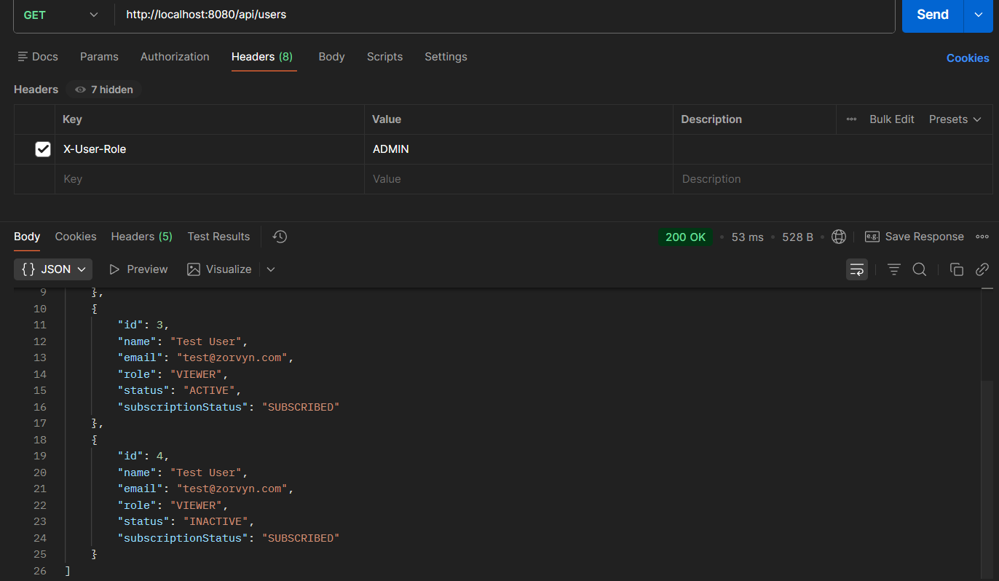 GET http://localhost:8080/api/users Send
Docs Params Authorization Headers (8) Body Scripts Settings Cookies
Headers 7 hidden
Key Value Description Bulk Edit Presets
X-User-Role ADMIN
Key Value Description
Body Cookies Headers (5) Test Results 200 OK • 53 ms • 528 B • e.g. Save Response
{} JSON Preview Visualize
9 },
10 {
11 "id": 3,
12 "name": "Test User",
13 "email": "test@zorvyn.com",
14 "role": "VIEWER",
15 "status": "ACTIVE",
16 "subscriptionStatus": "SUBSCRIBED"
17 },
18 {
19 "id": 4,
20 "name": "Test User",
21 "email": "test@zorvyn.com",
22 "role": "VIEWER",
23 "status": "INACTIVE",
24 "subscriptionStatus": "SUBSCRIBED"
25 }
26 ]